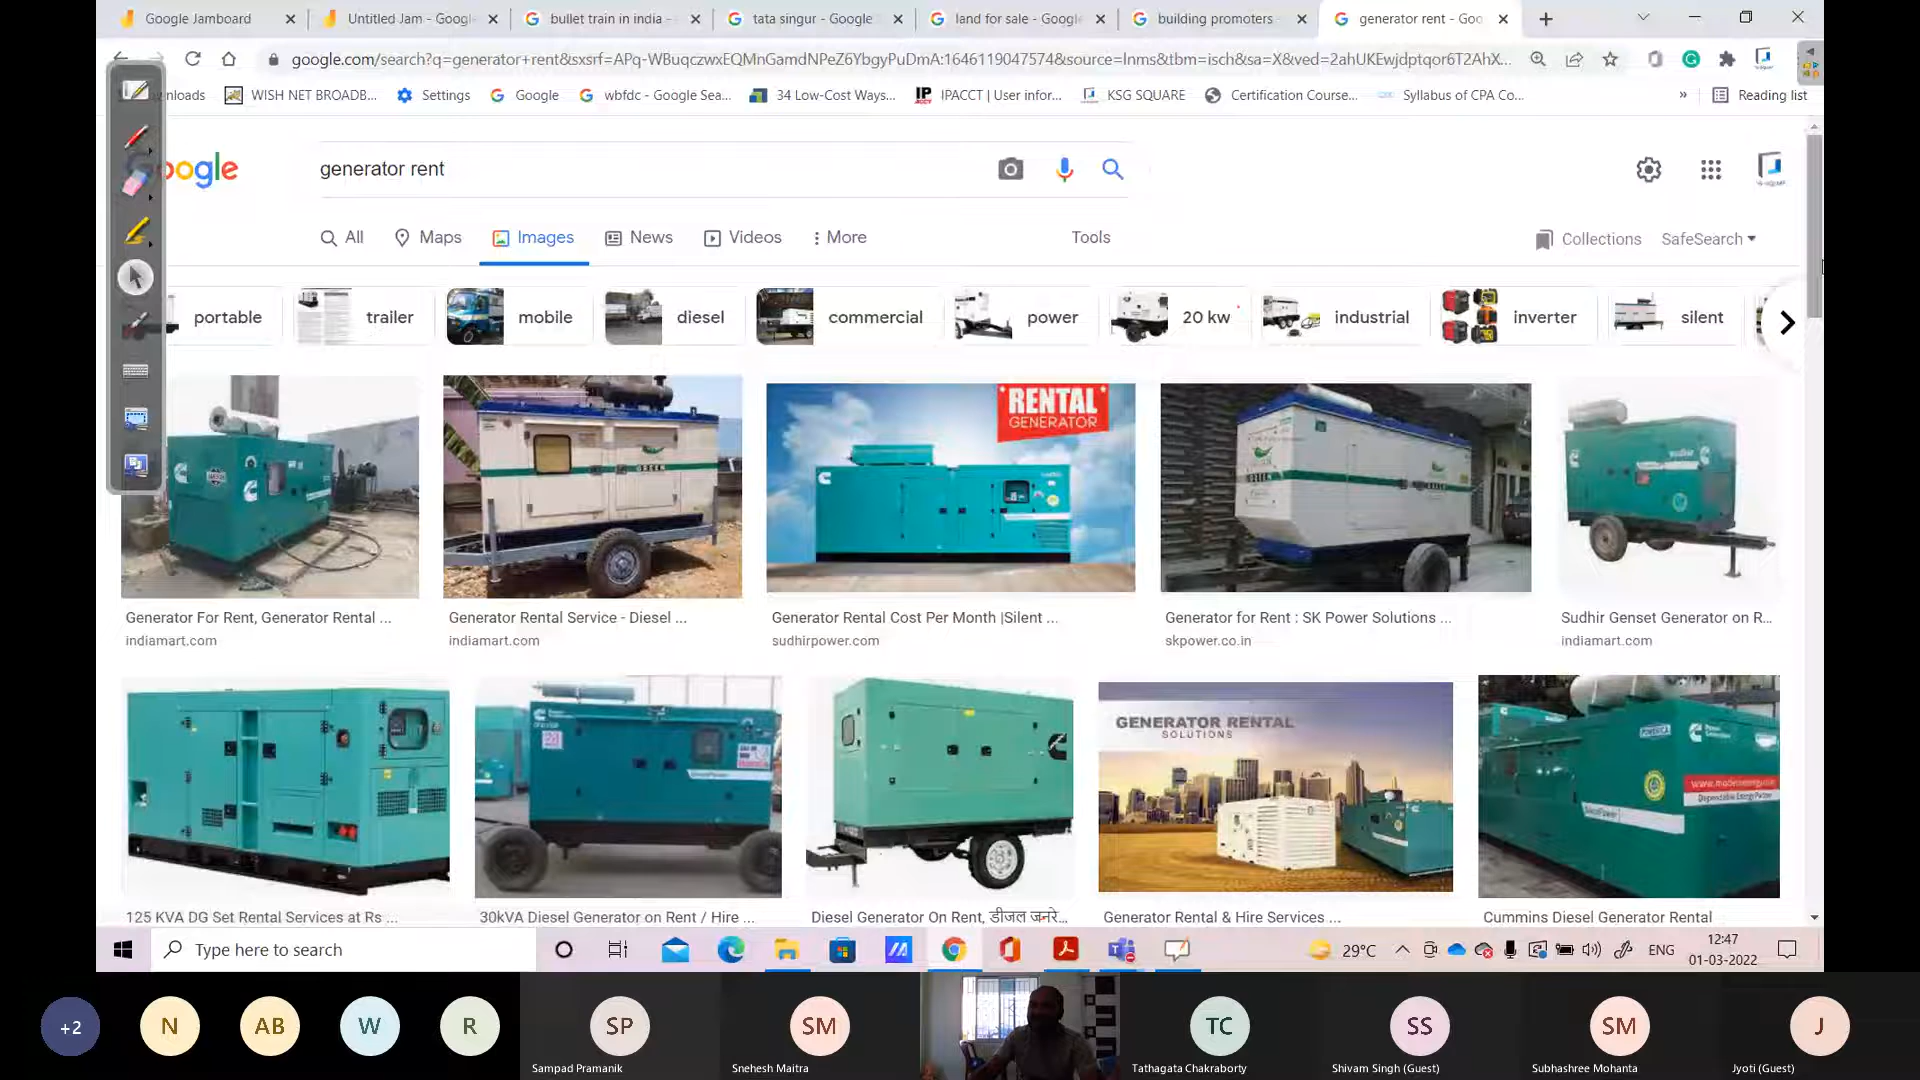 Google Jamboard
Untitled Jam - Googl
bullet train in india -
tata singur - Google
land for sale - Google
building promoters -
generator rent - Goo
google.com/search?q=generator+rent&sxsrf=APq-WBuqczwxEQMnGamdNPeZ6YbgyPuDmA:1646119047574&source=lnms&tbm=isch&sa=X&ved=2ahUKEwjdptqor6T2AhX...
nloads
WISH NET BROADB...
Settings
Google
wbfdc - Google Sea...
34 Low-Cost Ways...
IPACCT | User infor...
KSG SQUARE
Certification Course...
Syllabus of CPA Co...
»
Reading list
oogle
generator rent
All
Maps
Images
News
Videos
More
Tools
Collections
SafeSearch
portable
trailer
mobile
diesel
commercial
power
20 kw
industrial
inverter
silent
RENTAL
GENERATOR
GREEN
Generator For Rent, Generator Rental ...
indiamart.com
Generator Rental Service - Diesel ...
indiamart.com
Generator Rental Cost Per Month |Silent ...
sudhirpower.com
Generator for Rent : SK Power Solutions ...
skpower.co.in
Sudhir Genset Generator on R...
indiamart.com
GENERATOR RENTAL
SOLUTIONS
Dependable Energy Partner
125 KVA DG Set Rental Services at Rs ...
30kVA Diesel Generator on Rent / Hire ...
Diesel Generator On Rent, डीजल जनरे...
Generator Rental & Hire Services ...
Cummins Diesel Generator Rental
Type here to search
29°C
ENG
12:47
01-03-2022
+2
N
AB
W
R
SP
Sampad Pramanik
SM
Snehesh Maitra
TC
Tathagata Chakraborty
SS
Shivam Singh (Guest)
SM
Subhashree Mohanta
J
Jyoti (Guest)